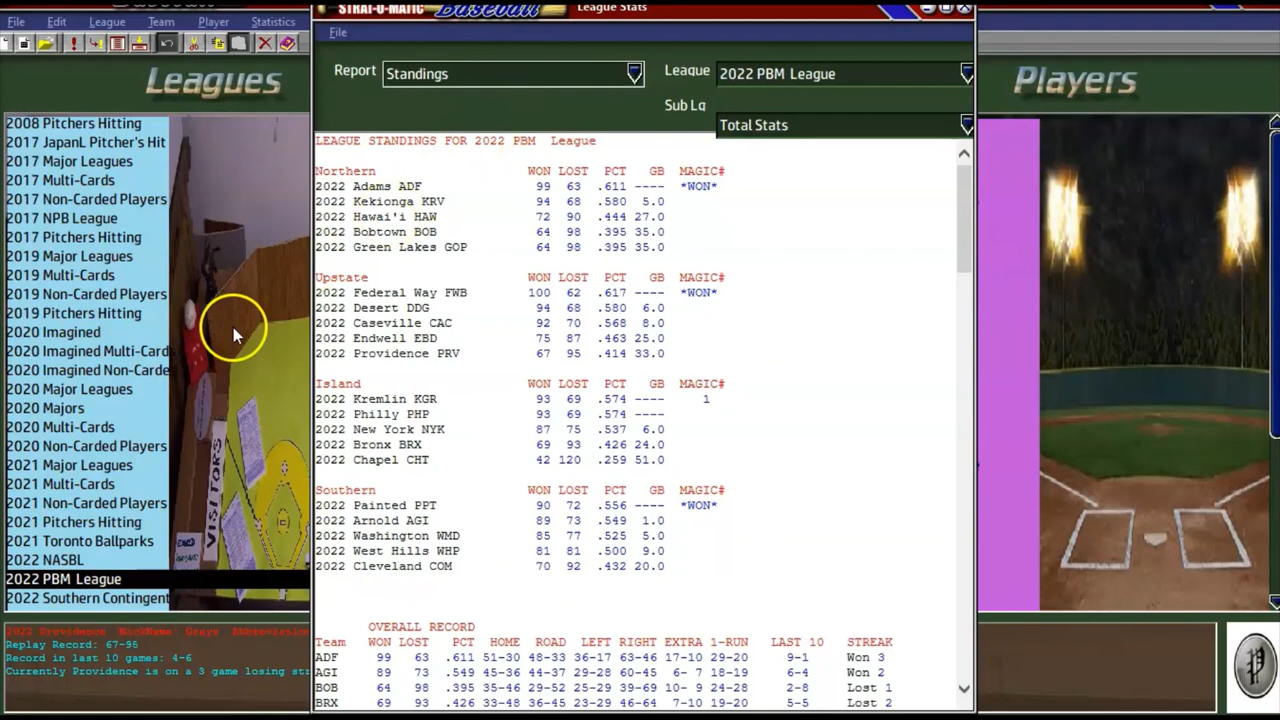 STRAT-O-MATIC Baseball League Stats
File Edit League Team Player Statistics
File
Leagues
Players
Report Standings League 2022 PBM League
Sub Lg Total Stats
2008 Pitchers Hitting
2017 JapanL Pitcher's Hit
2017 Major Leagues
2017 Multi-Cards
2017 Non-Carded Players
2017 NPB League
2017 Pitchers Hitting
2019 Major Leagues
2019 Multi-Cards
2019 Non-Carded Players
2019 Pitchers Hitting
2020 Imagined
2020 Imagined Multi-Cards
2020 Imagined Non-Carde
2020 Major Leagues
2020 Majors
2020 Multi-Cards
2020 Non-Carded Players
2021 Major Leagues
2021 Multi-Cards
2021 Non-Carded Players
2021 Pitchers Hitting
2021 Toronto Ballparks
2022 NASBL
2022 PBM League
2022 Southern Contingent
VISITORS
LEAGUE STANDINGS FOR 2022 PBM League
Northern WON LOST PCT GB MAGIC#
2022 Adams ADF 99 63 .611 ---- *WON*
2022 Kekionga KRV 94 68 .580 5.0
2022 Hawai'i HAW 72 90 .444 27.0
2022 Bobtown BOB 64 98 .395 35.0
2022 Green Lakes GOP 64 98 .395 35.0
Upstate WON LOST PCT GB MAGIC#
2022 Federal Way FWB 100 62 .617 ---- *WON*
2022 Desert DDG 94 68 .580 6.0
2022 Caseville CAC 92 70 .568 8.0
2022 Endwell EBD 75 87 .463 25.0
2022 Providence PRV 67 95 .414 33.0
Island WON LOST PCT GB MAGIC#
2022 Kremlin KGR 93 69 .574 ---- 1
2022 Philly PHP 93 69 .574 ----
2022 New York NYK 87 75 .537 6.0
2022 Bronx BRX 69 93 .426 24.0
2022 Chapel CHT 42 120 .259 51.0
Southern WON LOST PCT GB MAGIC#
2022 Painted PPT 90 72 .556 ---- *WON*
2022 Arnold AGI 89 73 .549 1.0
2022 Washington WMD 85 77 .525 5.0
2022 West Hills WHP 81 81 .500 9.0
2022 Cleveland COM 70 92 .432 20.0
OVERALL RECORD
Team WON LOST PCT HOME ROAD LEFT RIGHT EXTRA 1-RUN LAST 10 STREAK
ADF 99 63 .611 51-30 48-33 36-17 63-46 17-10 29-20 9-1 Won 3
AGI 89 73 .549 45-36 44-37 29-28 60-45 6- 7 18-19 6-4 Won 2
BOB 64 98 .395 35-46 29-52 25-29 39-69 10- 9 24-28 2-8 Lost 1
BRX 69 93 .426 33-48 36-45 23-29 46-64 7-10 19-20 5-5 Lost 2
2022 Providence NickName: Grays
Replay Record: 67-95
Record in last 10 games: 4-6
Currently Providence is on a 3 game losing str